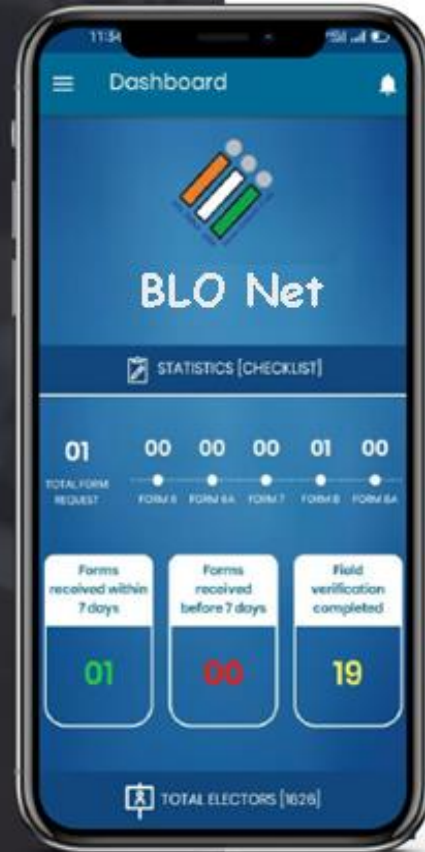 11:34
Dashboard
BLO Net
STATISTICS [CHECKLIST]
01 00 00 00 01 00
TOTAL FORM
REQUEST
FORM 6 FORM 6A FORM 7 FORM 8 FORM 8A
Forms
received within
7 days
01
Forms
received
before 7 days
00
Field
verification
completed
19
TOTAL ELECTORS [1626]